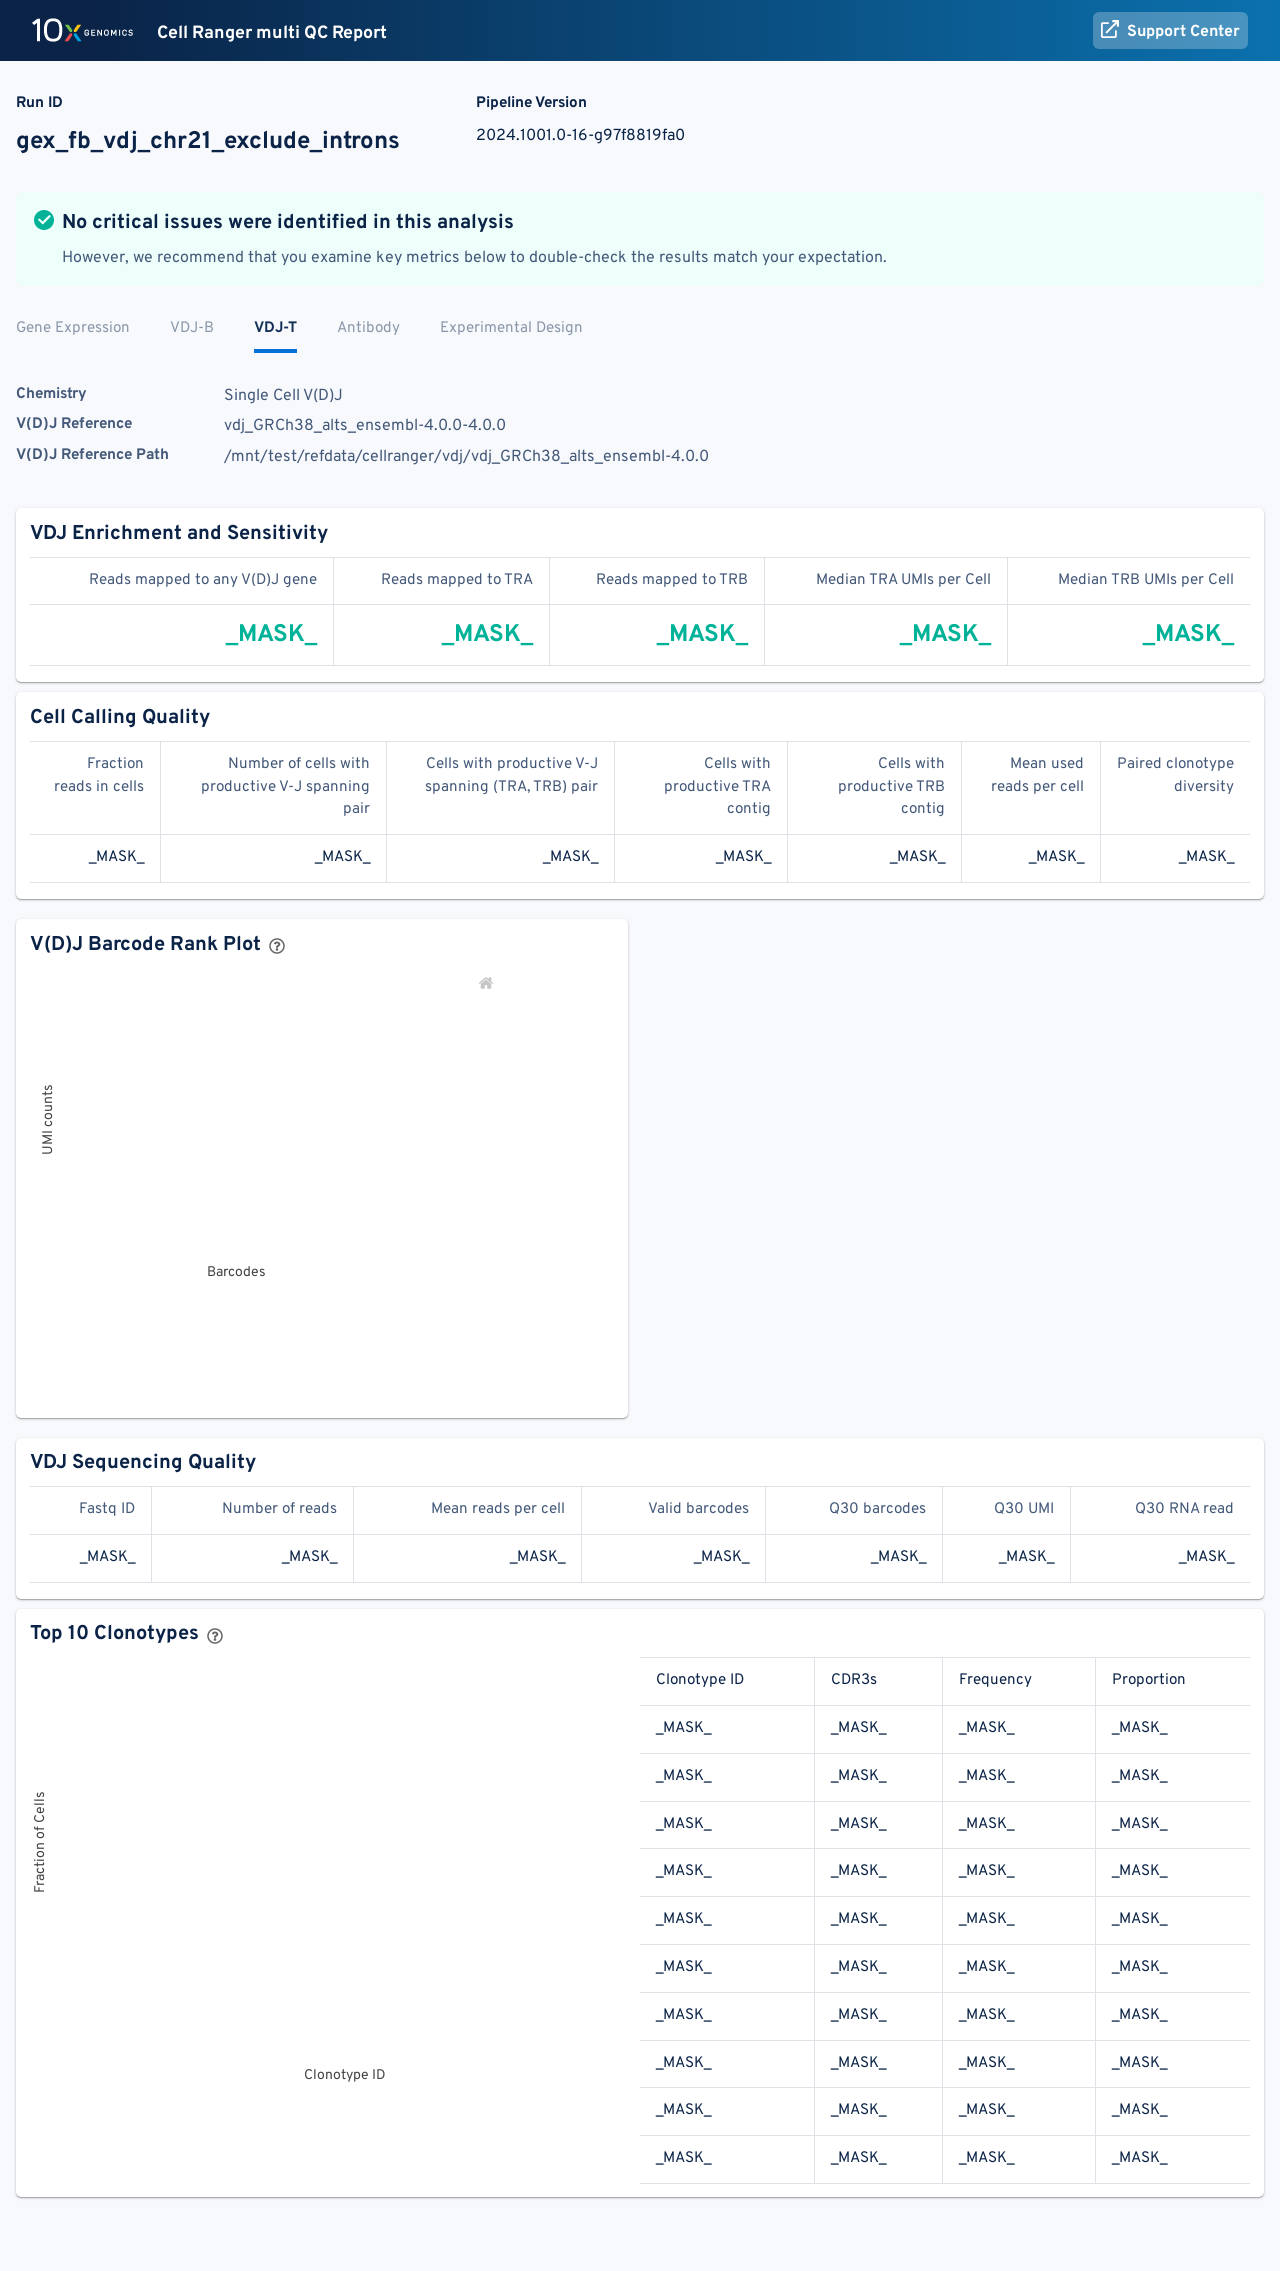 10x GENOMICS Cell Ranger multi QC Report Support Center
Run ID Pipeline Version
gex_fb_vdj_chr21_exclude_introns 2024.1001.0-16-g97f8819fa0
No critical issues were identified in this analysis
However, we recommend that you examine key metrics below to double-check the results match your expectation.
Gene Expression VDJ-B VDJ-T Antibody Experimental Design
Chemistry Single Cell V(D)J
V(D)J Reference vdj_GRCh38_alts_ensembl-4.0.0-4.0.0
V(D)J Reference Path /mnt/test/refdata/cellranger/vdj/vdj_GRCh38_alts_ensembl-4.0.0
VDJ Enrichment and Sensitivity
Reads mapped to any V(D)J gene Reads mapped to TRA Reads mapped to TRB Median TRA UMIs per Cell Median TRB UMIs per Cell
_MASK_ _MASK_ _MASK_ _MASK_ _MASK_
Cell Calling Quality
Fraction Number of cells with Cells with productive V-J Cells with Cells with Mean used Paired clonotype
reads in cells productive V-J spanning spanning (TRA, TRB) pair productive TRA productive TRB reads per cell diversity
pair contig contig
_MASK_ _MASK_ _MASK_ _MASK_ _MASK_ _MASK_ _MASK_
V(D)J Barcode Rank Plot ?
UMI counts
Barcodes
VDJ Sequencing Quality
Fastq ID Number of reads Mean reads per cell Valid barcodes Q30 barcodes Q30 UMI Q30 RNA read
_MASK_ _MASK_ _MASK_ _MASK_ _MASK_ _MASK_ _MASK_
Top 10 Clonotypes ?
Fraction of Cells
Clonotype ID
Clonotype ID CDR3s Frequency Proportion
_MASK_ _MASK_ _MASK_ _MASK_
_MASK_ _MASK_ _MASK_ _MASK_
_MASK_ _MASK_ _MASK_ _MASK_
_MASK_ _MASK_ _MASK_ _MASK_
_MASK_ _MASK_ _MASK_ _MASK_
_MASK_ _MASK_ _MASK_ _MASK_
_MASK_ _MASK_ _MASK_ _MASK_
_MASK_ _MASK_ _MASK_ _MASK_
_MASK_ _MASK_ _MASK_ _MASK_
_MASK_ _MASK_ _MASK_ _MASK_